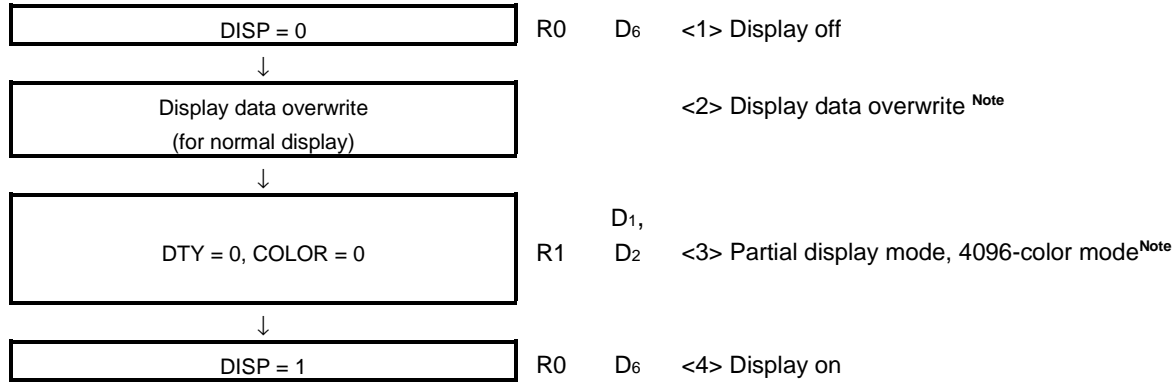 DISP = 0 R0 D6 <1> Display off
↓
Display data overwrite <2> Display data overwrite Note
(for normal display)
↓
D1,
DTY = 0, COLOR = 0 R1 D2 <3> Partial display mode, 4096-color modeNote
↓
DISP = 1 R0 D6 <4> Display on